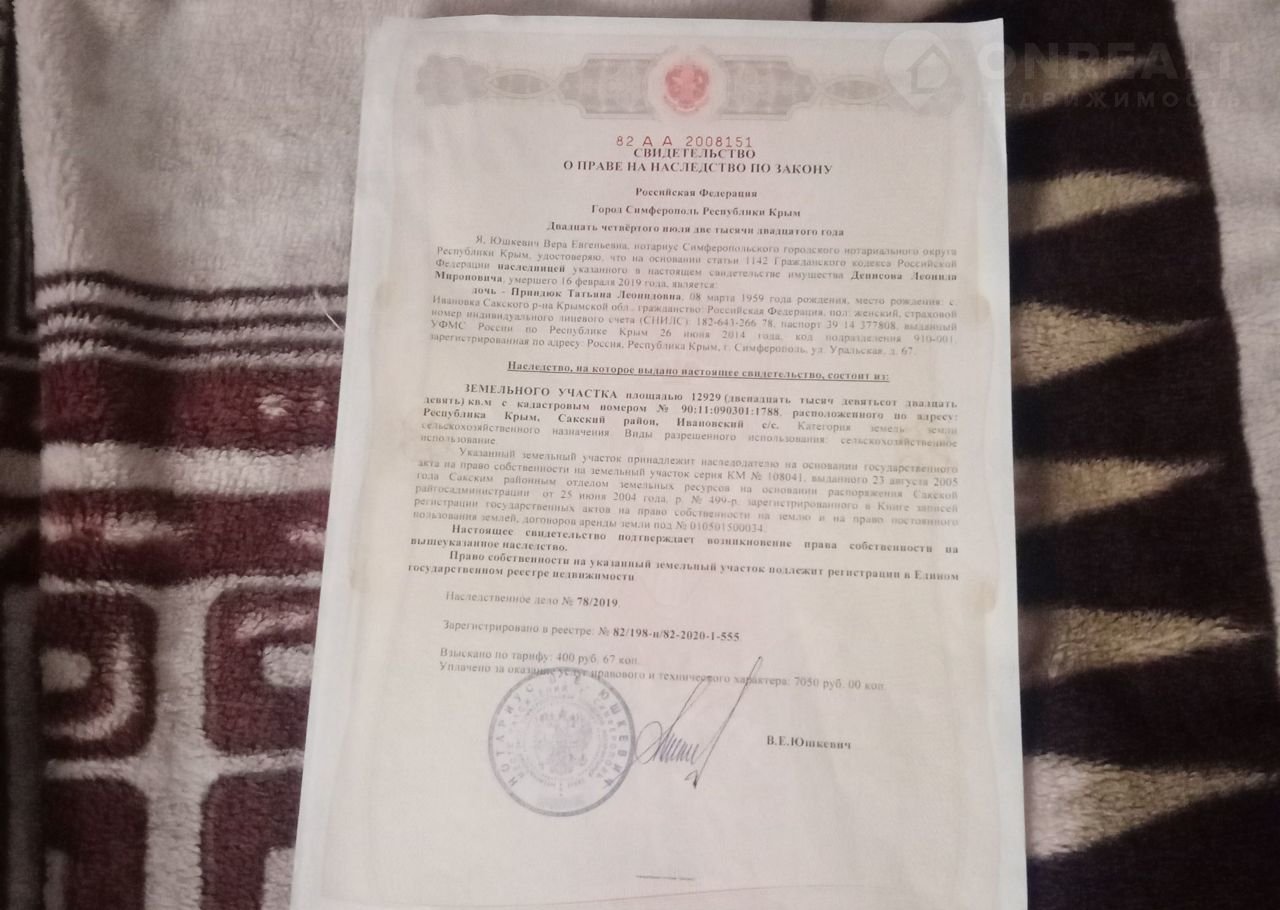 ONREALT
НЕДВИЖИМОСТЬ
82 А А 2008151
СВИДЕТЕЛЬСТВО
О ПРАВЕ НА НАСЛЕДСТВО ПО ЗАКОНУ
Российская Федерация
Город Симферополь Республики Крым
Двадцать четвёртого июля две тысячи двадцатого года
Я, Юшкевич Вера Евгеньевна, нотариус Симферопольского городского нотариального округа
Республики Крым, удостоверяю, что на основании статьи 1142 Гражданского кодекса Российской
Федерации наследницей указанного в настоящем свидетельстве имущества Денисова Леонида
Мироновича, умершего 16 февраля 2019 года, является:
дочь - Приндюк Татьяна Леонидовна, 08 марта 1959 года рождения, место рождения: с.
Ивановка Сакского р-на Крымской обл., гражданство: Российская Федерация, пол: женский, страховой
номер индивидуального лицевого счета (СНИЛС): 182-643-266 78, паспорт 39 14 377808, выданный
УФМС России по Республике Крым 26 июня 2014 года, код подразделения 910-001,
зарегистрированная по адресу: Россия, Республика Крым, г. Симферополь, ул. Уральская, д. 67.
Наследство, на которое выдано настоящее свидетельство, состоит из:
ЗЕМЕЛЬНОГО УЧАСТКА площадью 12929 (двенадцать тысяч девятьсот двадцать
девять) кв.м с кадастровым номером № 90:11:090301:1788, расположенного по адресу:
Республика Крым, Сакский район, Ивановский с/с. Категория земель: земли
сельскохозяйственного назначения. Виды разрешенного использования: сельскохозяйственное
использование.
Указанный земельный участок принадлежит наследодателю на основании государственного
акта на право собственности на земельный участок серия КМ № 108041, выданного 23 августа 2005
года Сакским районным отделом земельных ресурсов на основании распоряжения Сакской
райгосадминистрации от 25 июня 2004 года, р. № 499-р, зарегистрированного в Книге записей
регистрации государственных актов на право собственности на землю и на право постоянного
пользования землей, договоров аренды земли под № 010501500034.
Настоящее свидетельство подтверждает возникновение права собственности на
вышеуказанное наследство.
Право собственности на указанный земельный участок подлежит регистрации в Едином
государственном реестре недвижимости.
Наследственное дело № 78/2019.
Зарегистрировано в реестре: № 82/198-н/82-2020-1-555
Взыскано по тарифу: 400 руб. 67 коп.
Уплачено за оказание услуг правового и технического характера: 7050 руб. 00 коп.
НОТАРИУС В.Е. ЮШКЕВИЧ
В.Е.Юшкевич